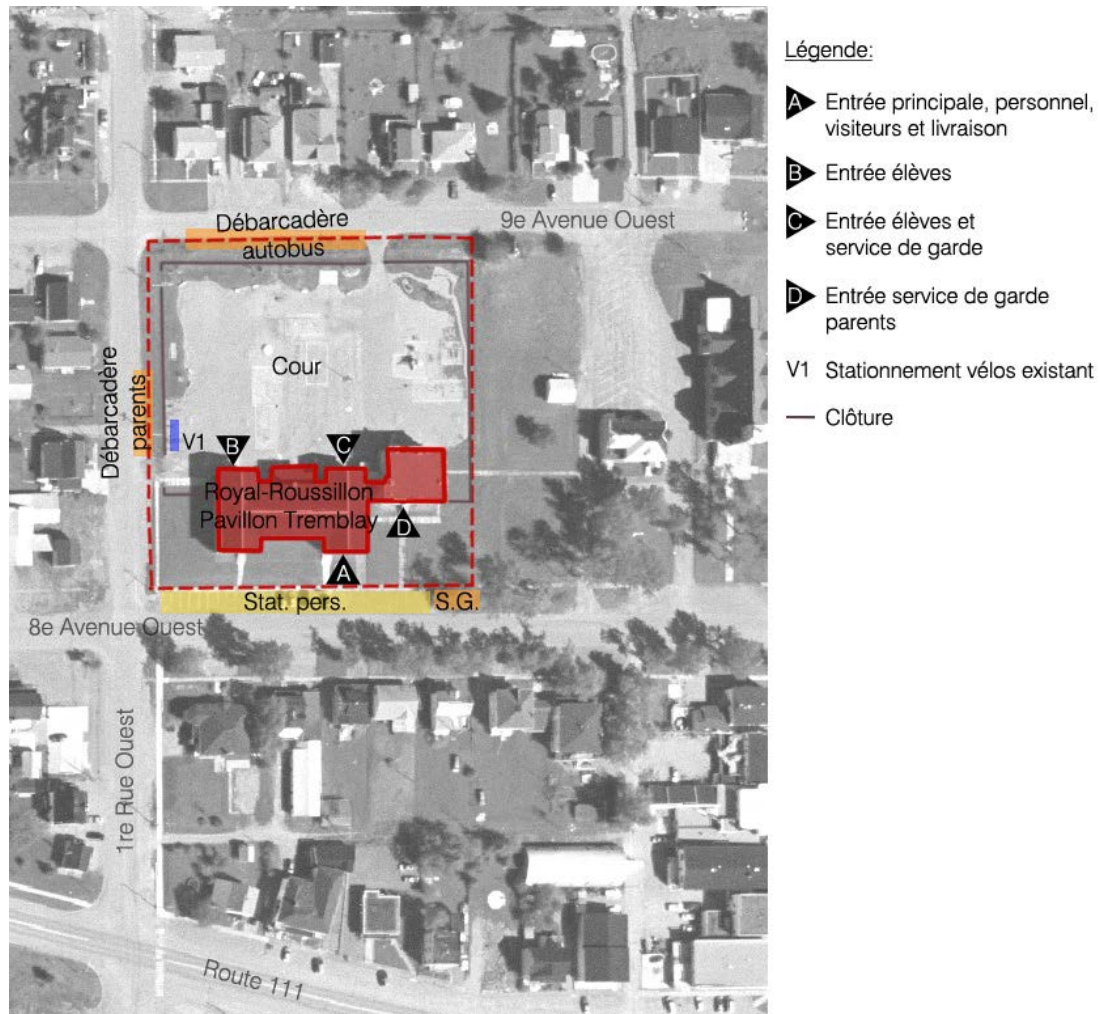 Débarcadère
autobus
9e Avenue Ouest
Cour
Débarcadère
parents
V1
B
C
Royal-Roussillon
Pavillon Tremblay
D
A
Stat. pers.
S.G.
8e Avenue Ouest
1re Rue Ouest
Route 111
Légende:
A Entrée principale, personnel,
visiteurs et livraison
B Entrée élèves
C Entrée élèves et
service de garde
D Entrée service de garde
parents
V1 Stationnement vélos existant
Clôture